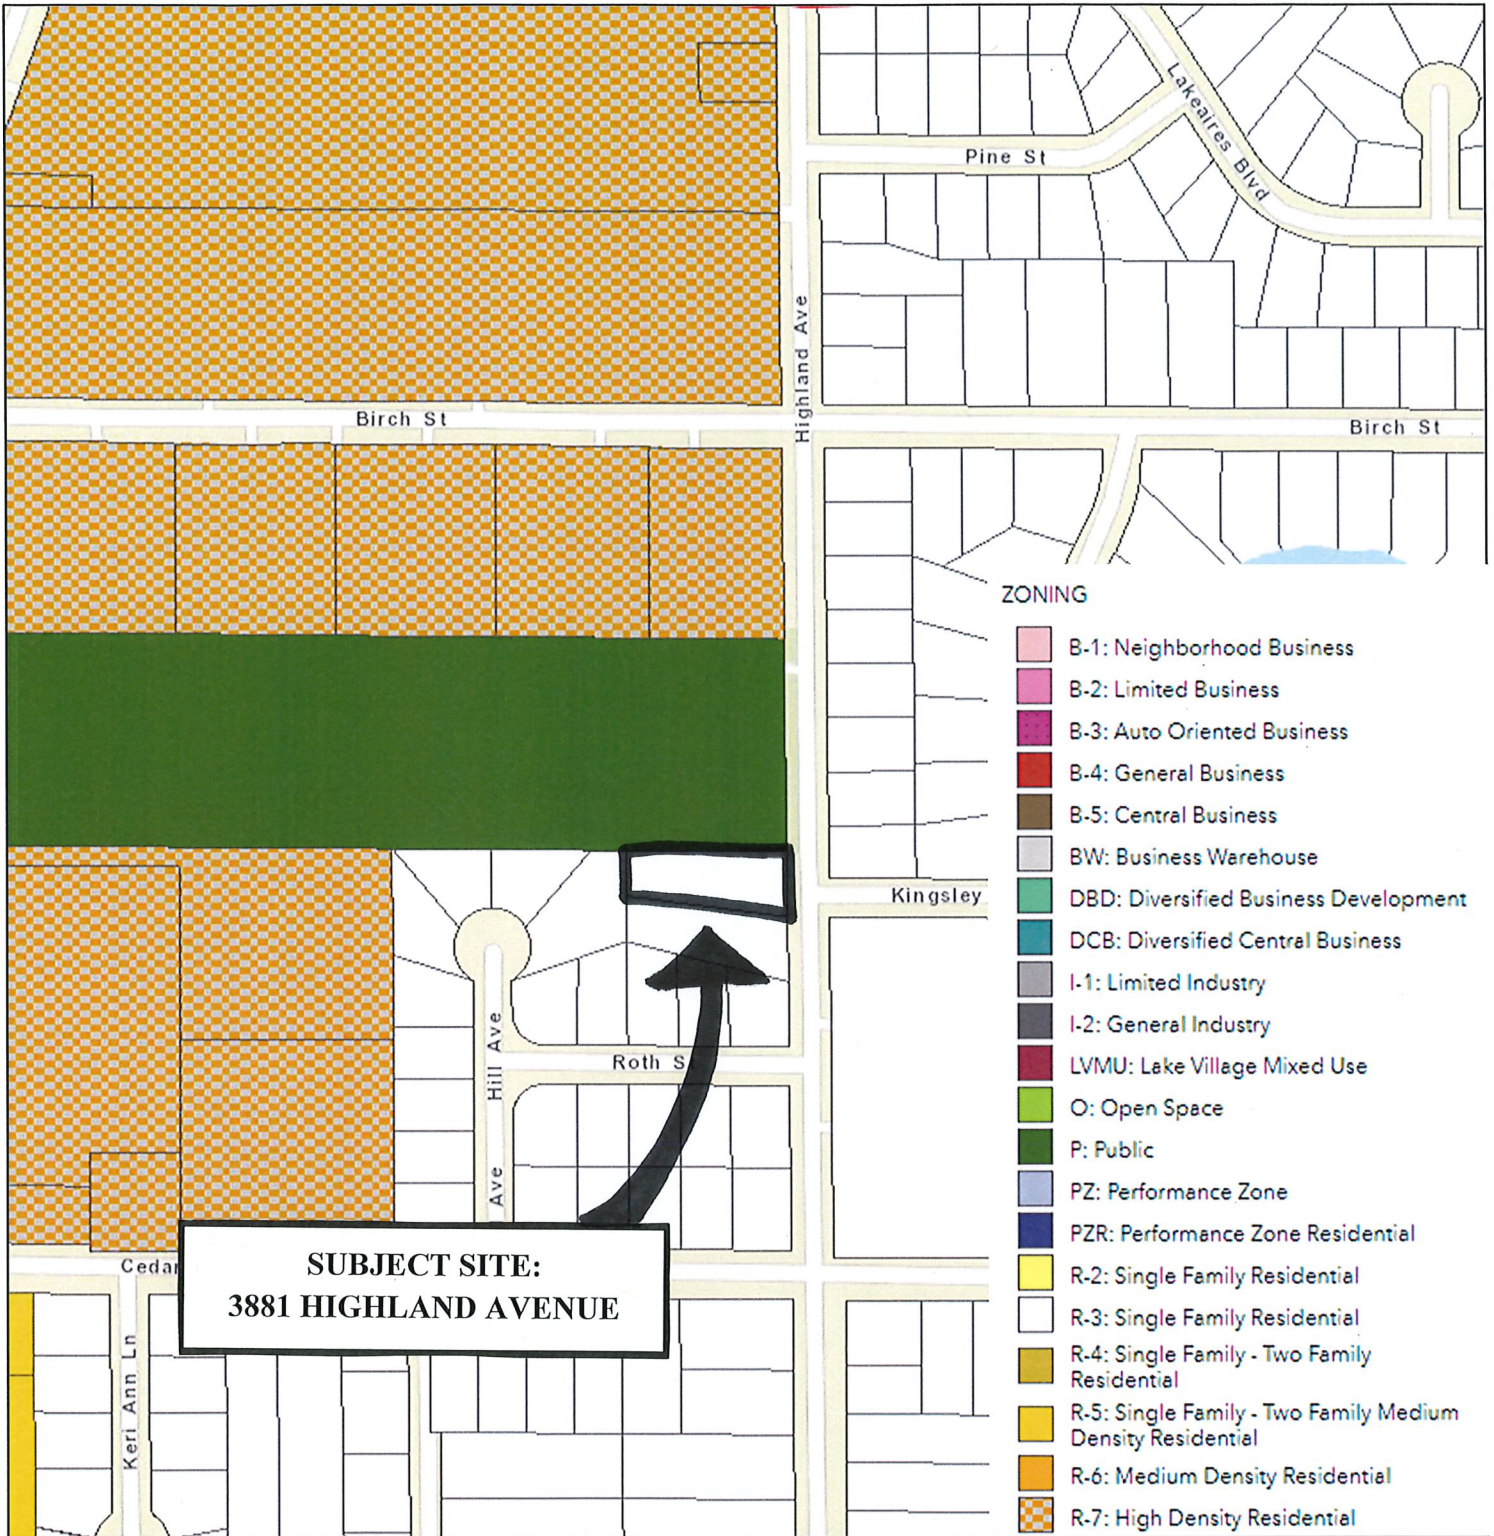 Pine St
Lakeaires Blvd
Highland Ave
Birch St
Birch St
Kingsley
Hill Ave
Roth S
Ave
Cedar
Keri Ann Ln
SUBJECT SITE:
3881 HIGHLAND AVENUE
ZONING
B-1: Neighborhood Business
B-2: Limited Business
B-3: Auto Oriented Business
B-4: General Business
B-5: Central Business
BW: Business Warehouse
DBD: Diversified Business Development
DCB: Diversified Central Business
I-1: Limited Industry
I-2: General Industry
LVMU: Lake Village Mixed Use
O: Open Space
P: Public
PZ: Performance Zone
PZR: Performance Zone Residential
R-2: Single Family Residential
R-3: Single Family Residential
R-4: Single Family - Two Family
Residential
R-5: Single Family - Two Family Medium
Density Residential
R-6: Medium Density Residential
R-7: High Density Residential